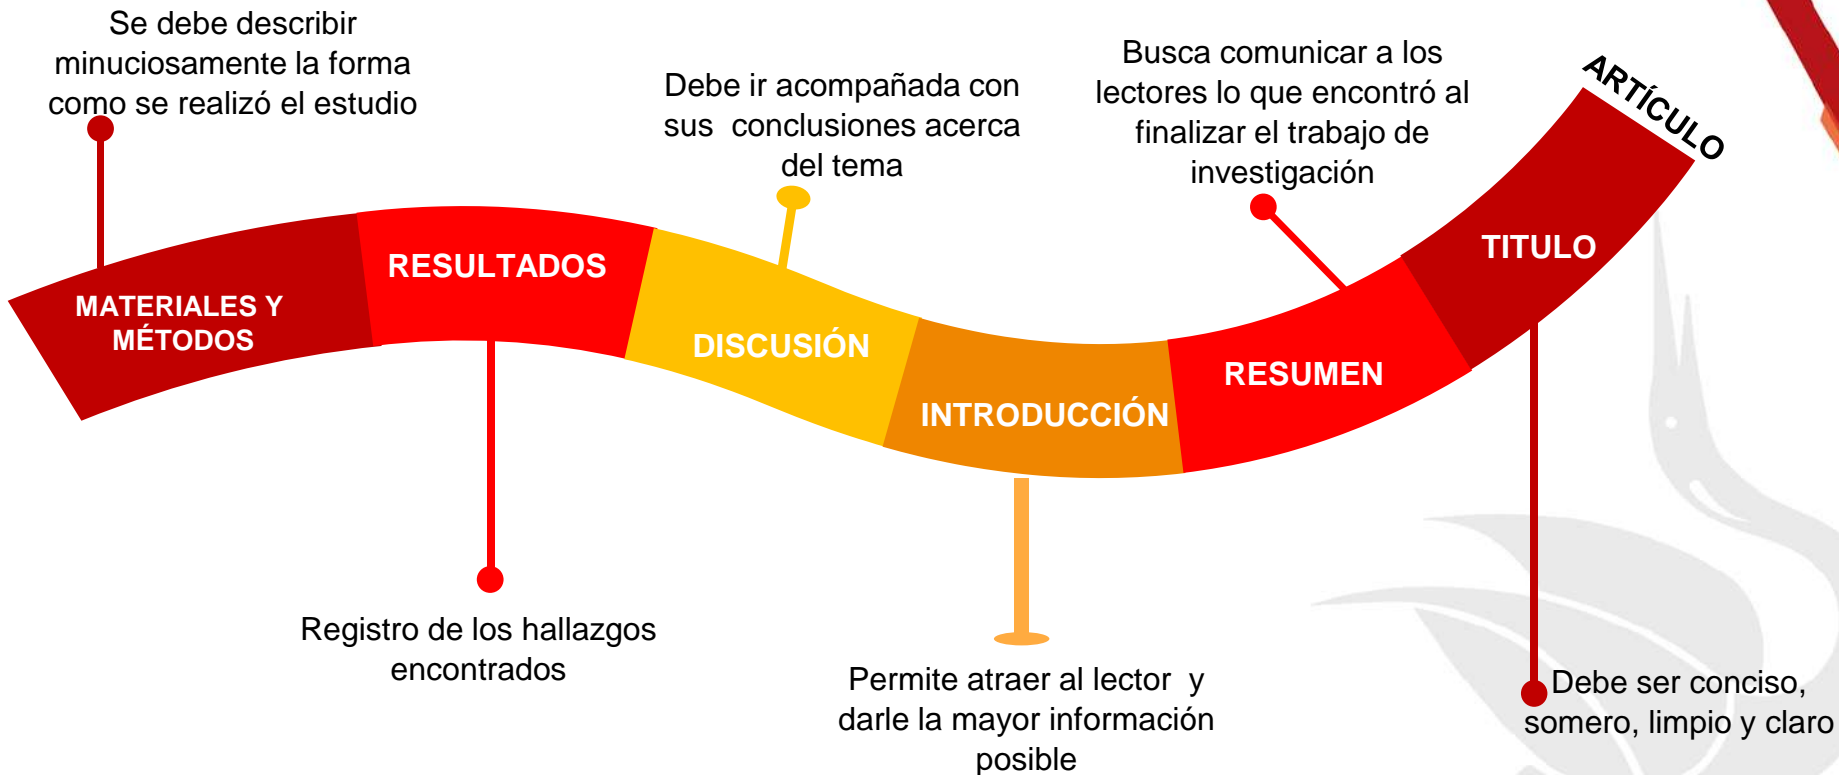 Se debe describir
minuciosamente la forma
como se realizó el estudio
Debe ir acompañada con
sus  conclusiones acerca
del tema
Busca comunicar a los
lectores lo que encontró al
finalizar el trabajo de
investigación
ARTÍCULO
MATERIALES Y
MÉTODOS
RESULTADOS
DISCUSIÓN
INTRODUCCIÓN
RESUMEN
TITULO
Registro de los hallazgos
encontrados
Permite atraer al lector  y
darle la mayor información
posible
Debe ser conciso,
somero, limpio y claro